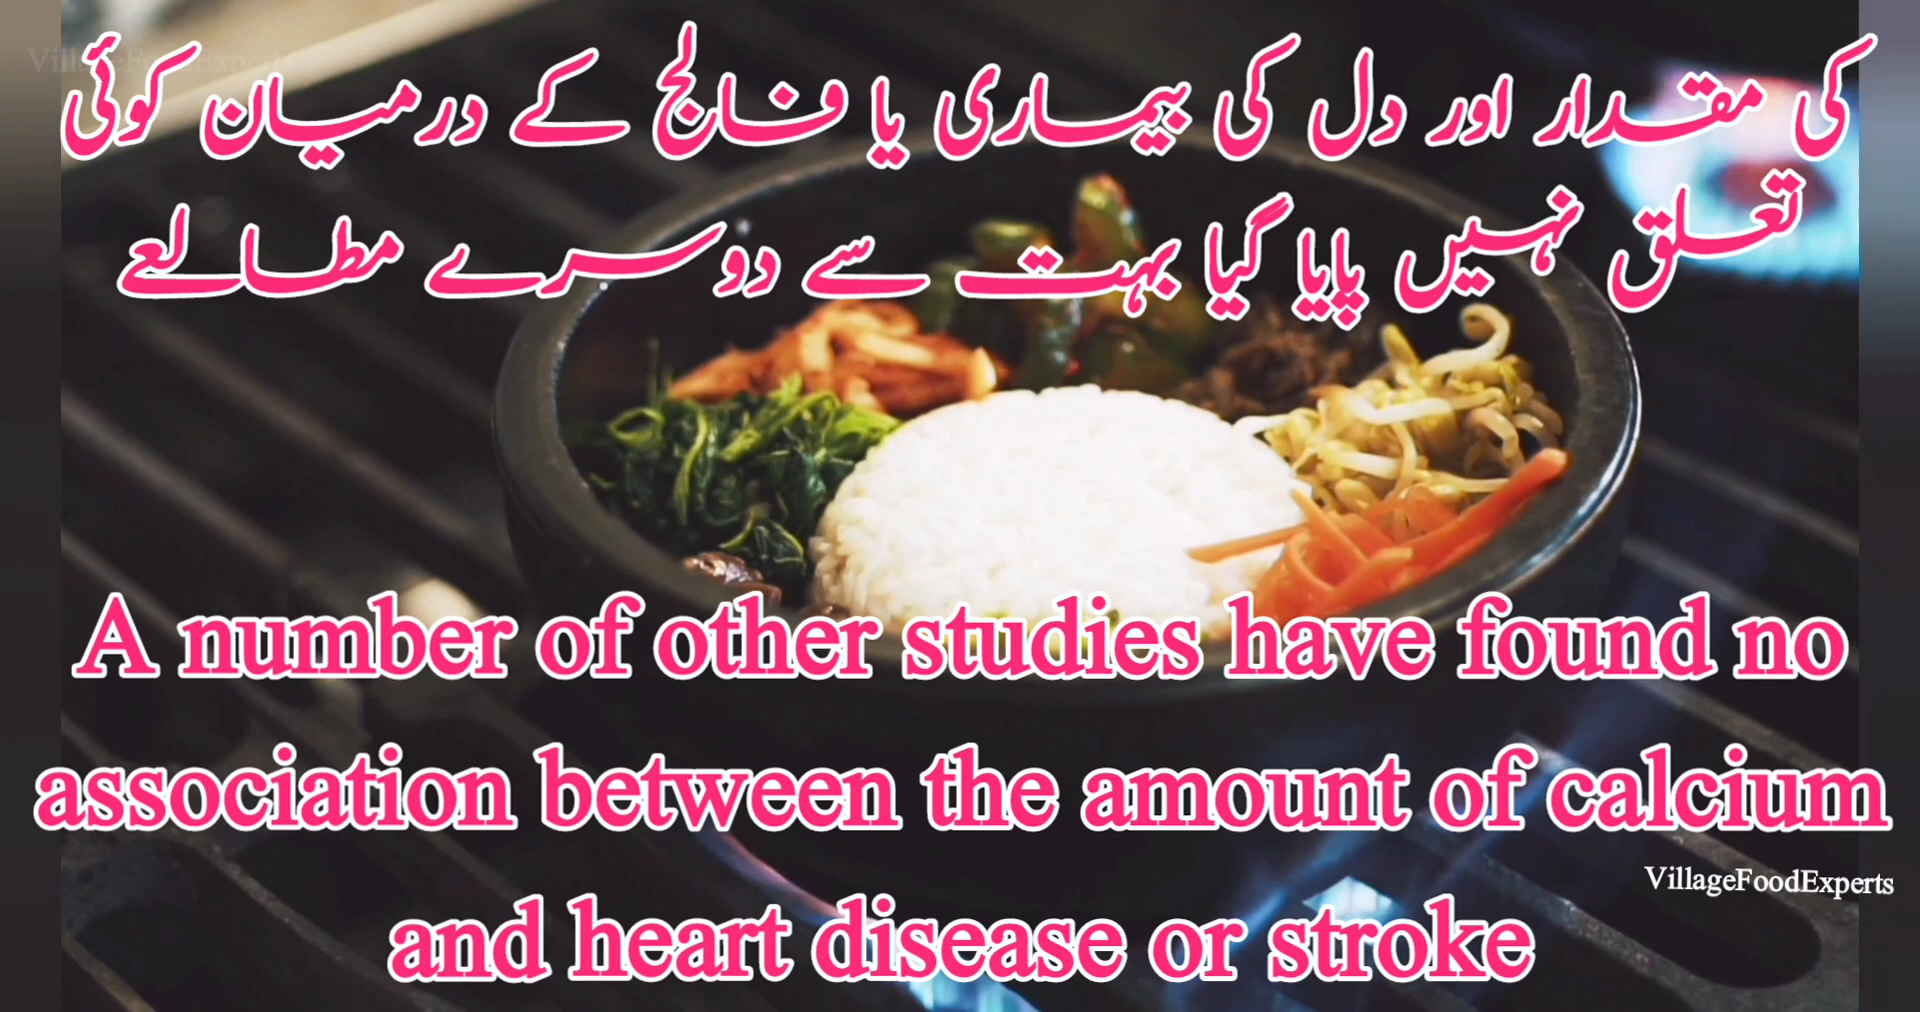 VillageFoodExperts
کی مقدار اور دل کی بیماری یا فالج کے درمیان کوئی
تعلق نہیں پایا گیا بہت سے دوسرے مطالعے
A number of other studies have found no
association between the amount of calcium
VillageFoodExperts
and heart disease or stroke